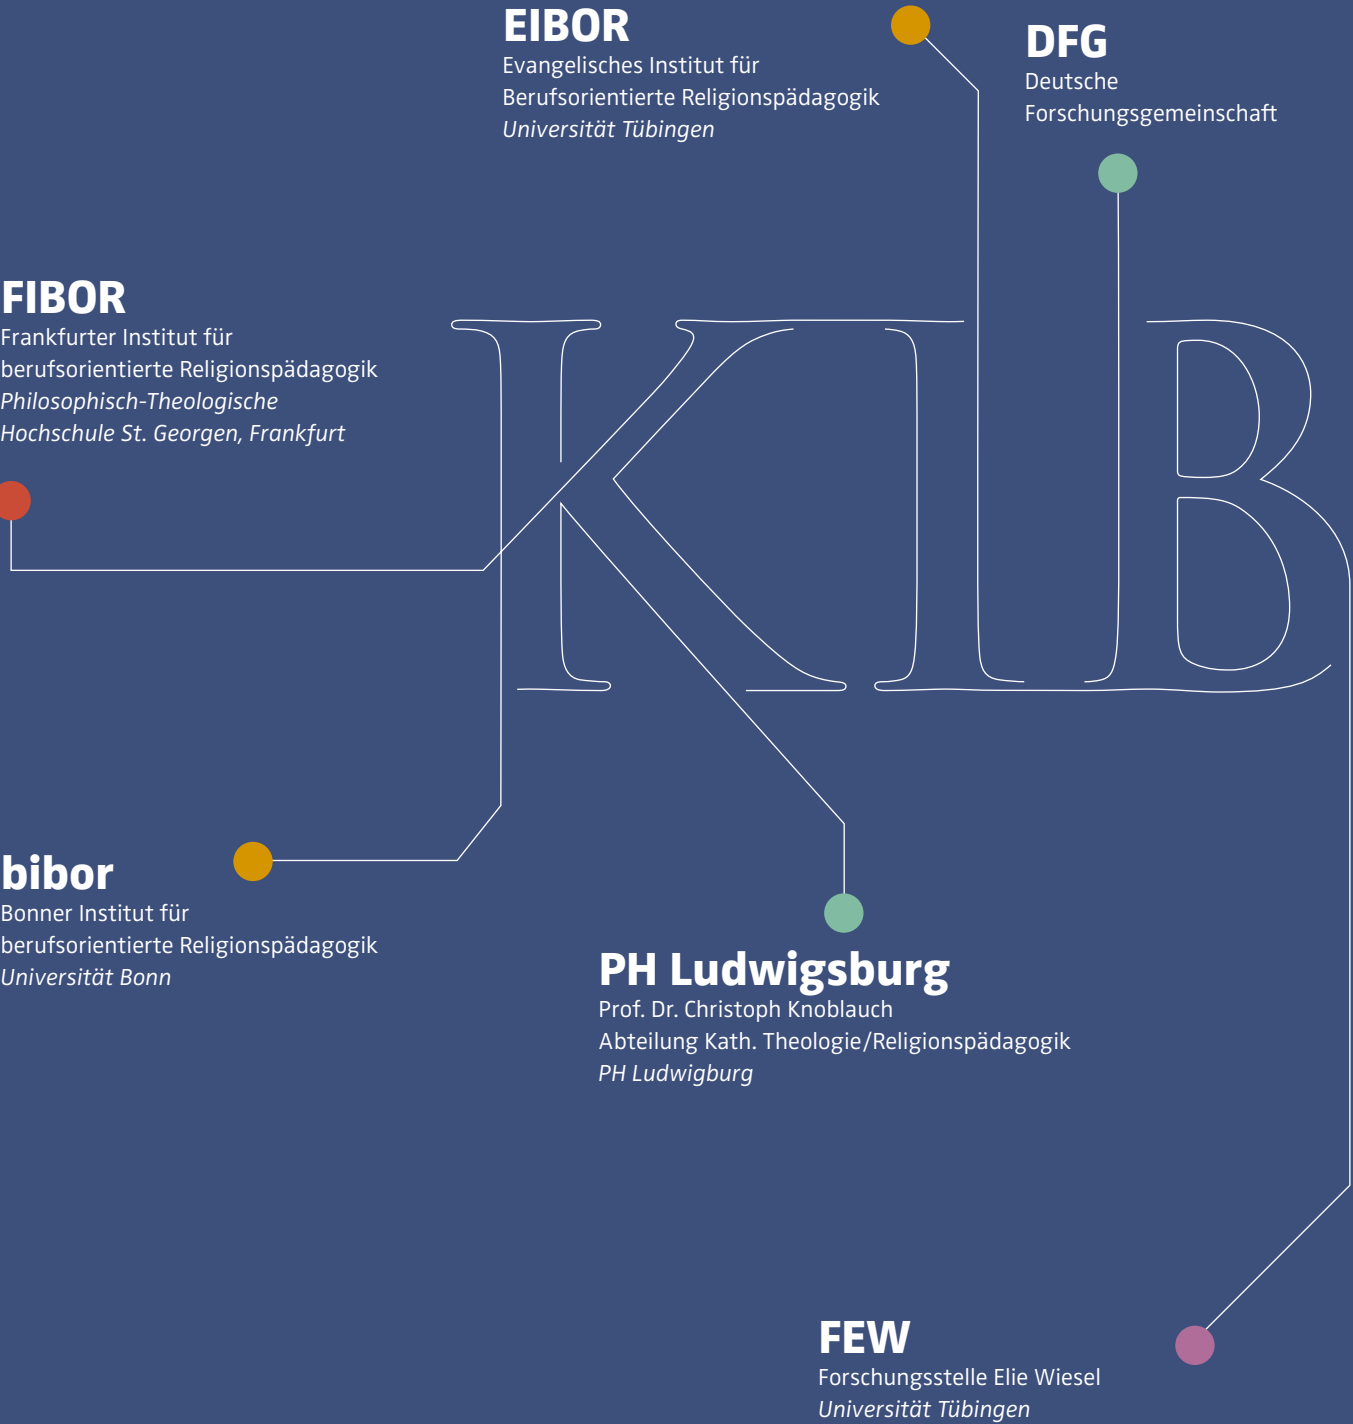 EIBOR
Evangelisches Institut für
Berufsorientierte Religionspädagogik
Universität Tübingen
DFG
Deutsche
Forschungsgemeinschaft
FIBOR
Frankfurter Institut für
berufsorientierte Religionspädagogik
Philosophisch-Theologische
Hochschule St. Georgen, Frankfurt
KIB
bibor
Bonner Institut für
berufsorientierte Religionspädagogik
Universität Bonn
PH Ludwigsburg
Prof. Dr. Christoph Knoblauch
Abteilung Kath. Theologie/Religionspädagogik
PH Ludwigburg
FEW
Forschungsstelle Elie Wiesel
Universität Tübingen